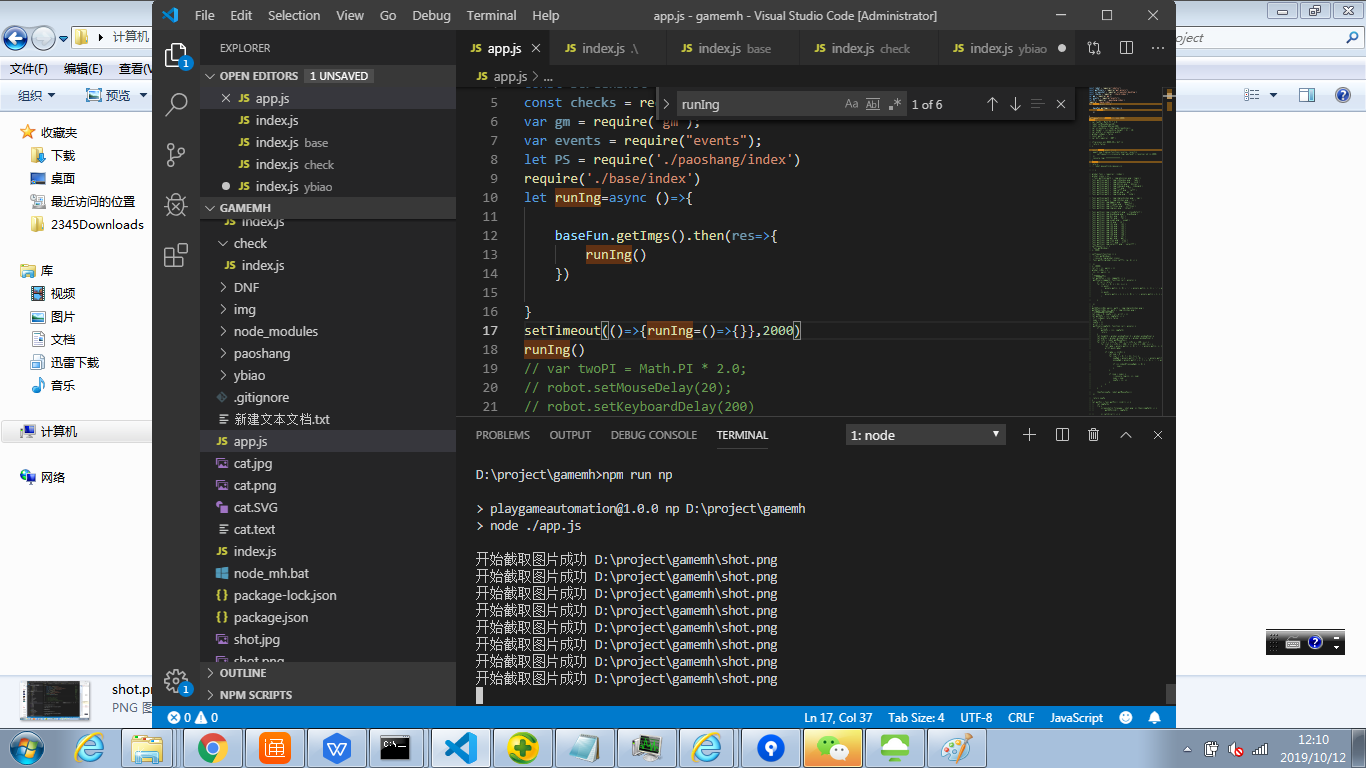 File Edit Selection View Go Debug Terminal Help
app.js - gamemh - Visual Studio Code [Administrator]
计算机
文件(F) 编辑(E)
组织
预览
收藏夹
下载
桌面
最近访问的位置
2345Downloads
库
视频
图片
文档
迅雷下载
音乐
计算机
网络
PNG
EXPLORER
OPEN EDITORS 1 UNSAVED
JS app.js
JS index.js
JS index.js base
JS index.js check
JS index.js ybiao
GAMEMH
index.js
check
JS index.js
DNF
img
node_modules
paoshang
ybiao
.gitignore
新建文本文档.txt
JS app.js
cat.jpg
cat.png
cat.SVG
cat.text
JS index.js
node_mh.bat
{} package-lock.json
{} package.json
shot.jpg
shot.png
OUTLINE
NPM SCRIPTS
JS app.js
JS index.js .\
JS index.js base
JS index.js check
JS index.js ybiao
JS app.js > ...
runIng
Aa Abl .*
1 of 6
5 const checks = re
6 var gm = require("gm");
7 var events = require("events");
8 let PS = require('./paoshang/index')
9 require('./base/index')
10 let runIng=async ()=>{
11
12 baseFun.getImgs().then(res=>{
13 runIng()
14 })
15
16 }
17 setTimeout(()=>{runIng=()=>{}},2000)
18 runIng()
19 // var twoPI = Math.PI * 2.0;
20 // robot.setMouseDelay(20);
21 // robot.setKeyboardDelay(200)
PROBLEMS OUTPUT DEBUG CONSOLE TERMINAL
1: node
D:\project\gamemh>npm run np
> playgameautomation@1.0.0 np D:\project\gamemh
> node ./app.js
开始截取图片成功 D:\project\gamemh\shot.png
开始截取图片成功 D:\project\gamemh\shot.png
开始截取图片成功 D:\project\gamemh\shot.png
开始截取图片成功 D:\project\gamemh\shot.png
开始截取图片成功 D:\project\gamemh\shot.png
开始截取图片成功 D:\project\gamemh\shot.png
开始截取图片成功 D:\project\gamemh\shot.png
开始截取图片成功 D:\project\gamemh\shot.png
0 0
Ln 17, Col 37 Tab Size: 4 UTF-8 CRLF JavaScript
12:10
2019/10/12